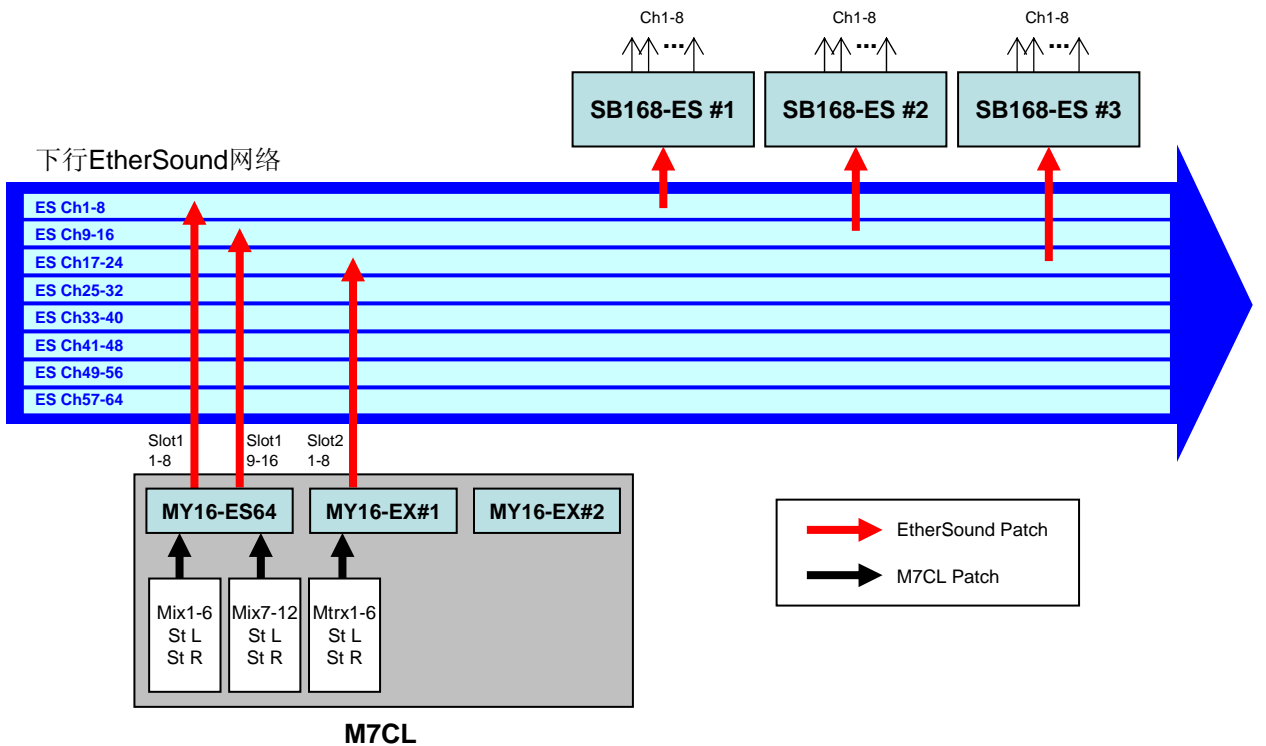 Ch1-8
Ch1-8
Ch1-8
...
...
...
SB168-ES #1
SB168-ES #2
SB168-ES #3
下行EtherSound网络
ES Ch1-8
ES Ch9-16
ES Ch17-24
ES Ch25-32
ES Ch33-40
ES Ch41-48
ES Ch49-56
ES Ch57-64
Slot1
1-8
Slot1
9-16
Slot2
1-8
MY16-ES64
MY16-EX#1
MY16-EX#2
Mix1-6
St L
St R
Mix7-12
St L
St R
Mtrx1-6
St L
St R
EtherSound Patch
M7CL Patch
M7CL